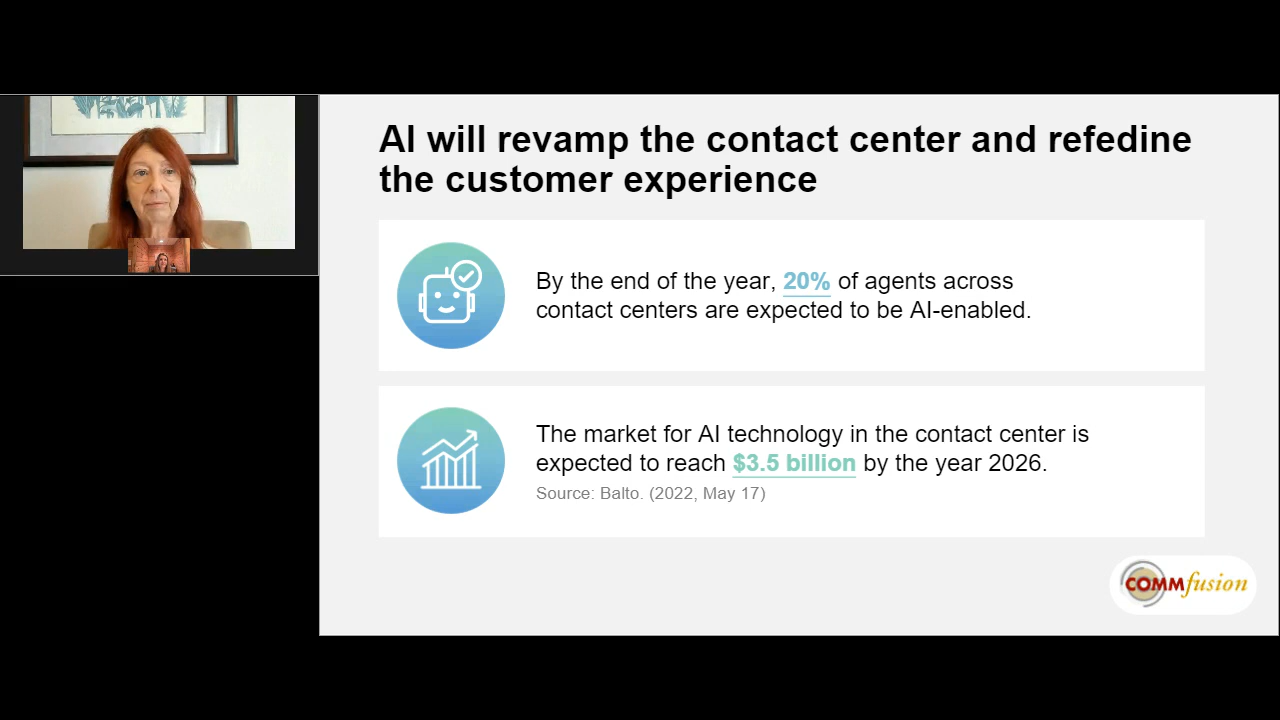 AI will revamp the contact center and refedine
the customer experience
By the end of the year, 20% of agents across
contact centers are expected to be AI-enabled.
The market for AI technology in the contact center is
expected to reach $3.5 billion by the year 2026.
Source: Balto. (2022, May 17)
COMMfusion